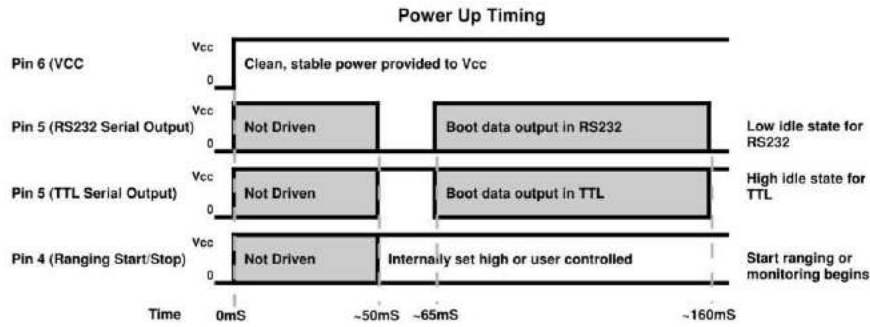 Power Up Timing
Pin 6 (VCC
Vcc
0
Clean, stable power provided to Vcc
Pin 5 (RS232 Serial Output)
Vcc
0
Not Driven
Boot data output in RS232
Low idle state for
RS232
Pin 5 (TTL Serial Output)
Vcc
0
Not Driven
Boot data output in TTL
High idle state for
TTL
Pin 4 (Ranging Start/Stop)
Vcc
0
Not Driven
Internally set high or user controlled
Start ranging or
monitoring begins
Time
0mS
~50mS
~65mS
~160mS